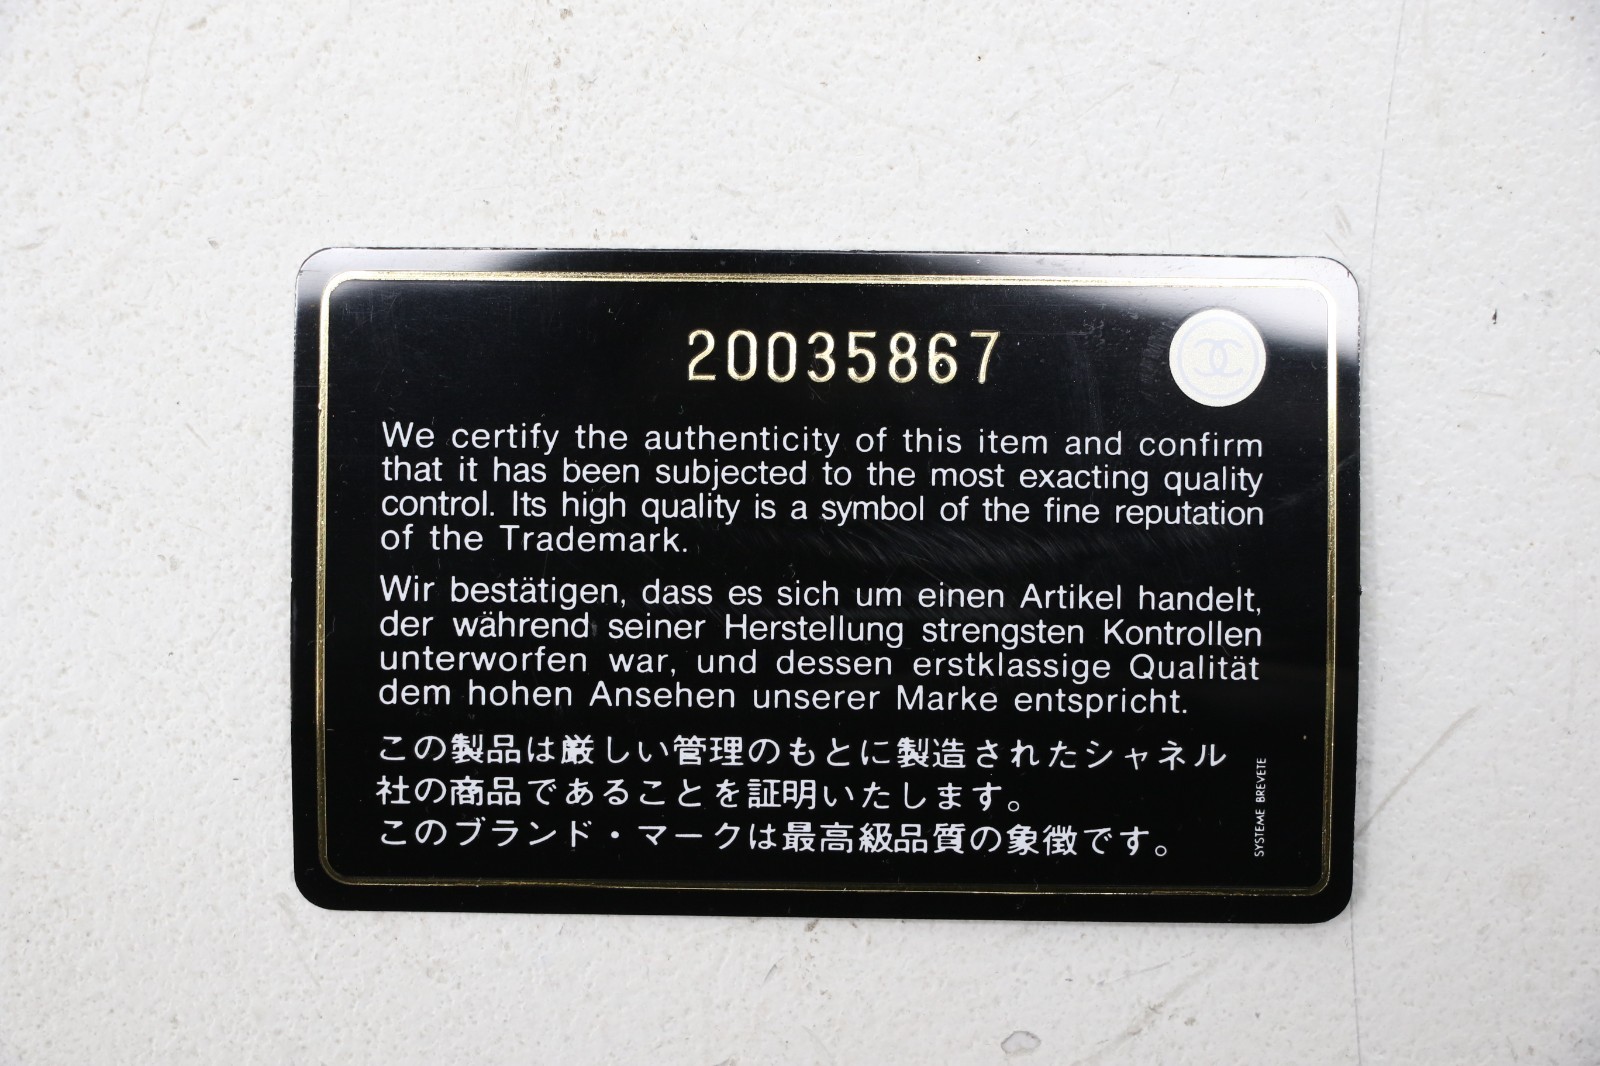 20035867
We certify the authenticity of this item and confirm
that it has been subjected to the most exacting quality
control. Its high quality is a symbol of the fine reputation
of the Trademark.
Wir bestätigen, dass es sich um einen Artikel handelt,
der während seiner Herstellung strengsten Kontrollen
unterworfen war, und dessen erstklassige Qualität
dem hohen Ansehen unserer Marke entspricht.
この製品は厳しい管理のもとに製造されたシャネル
社の商品であることを証明いたします。
このブランド・マークは最高級品質の象徴です。
SYSTEME BREVETE